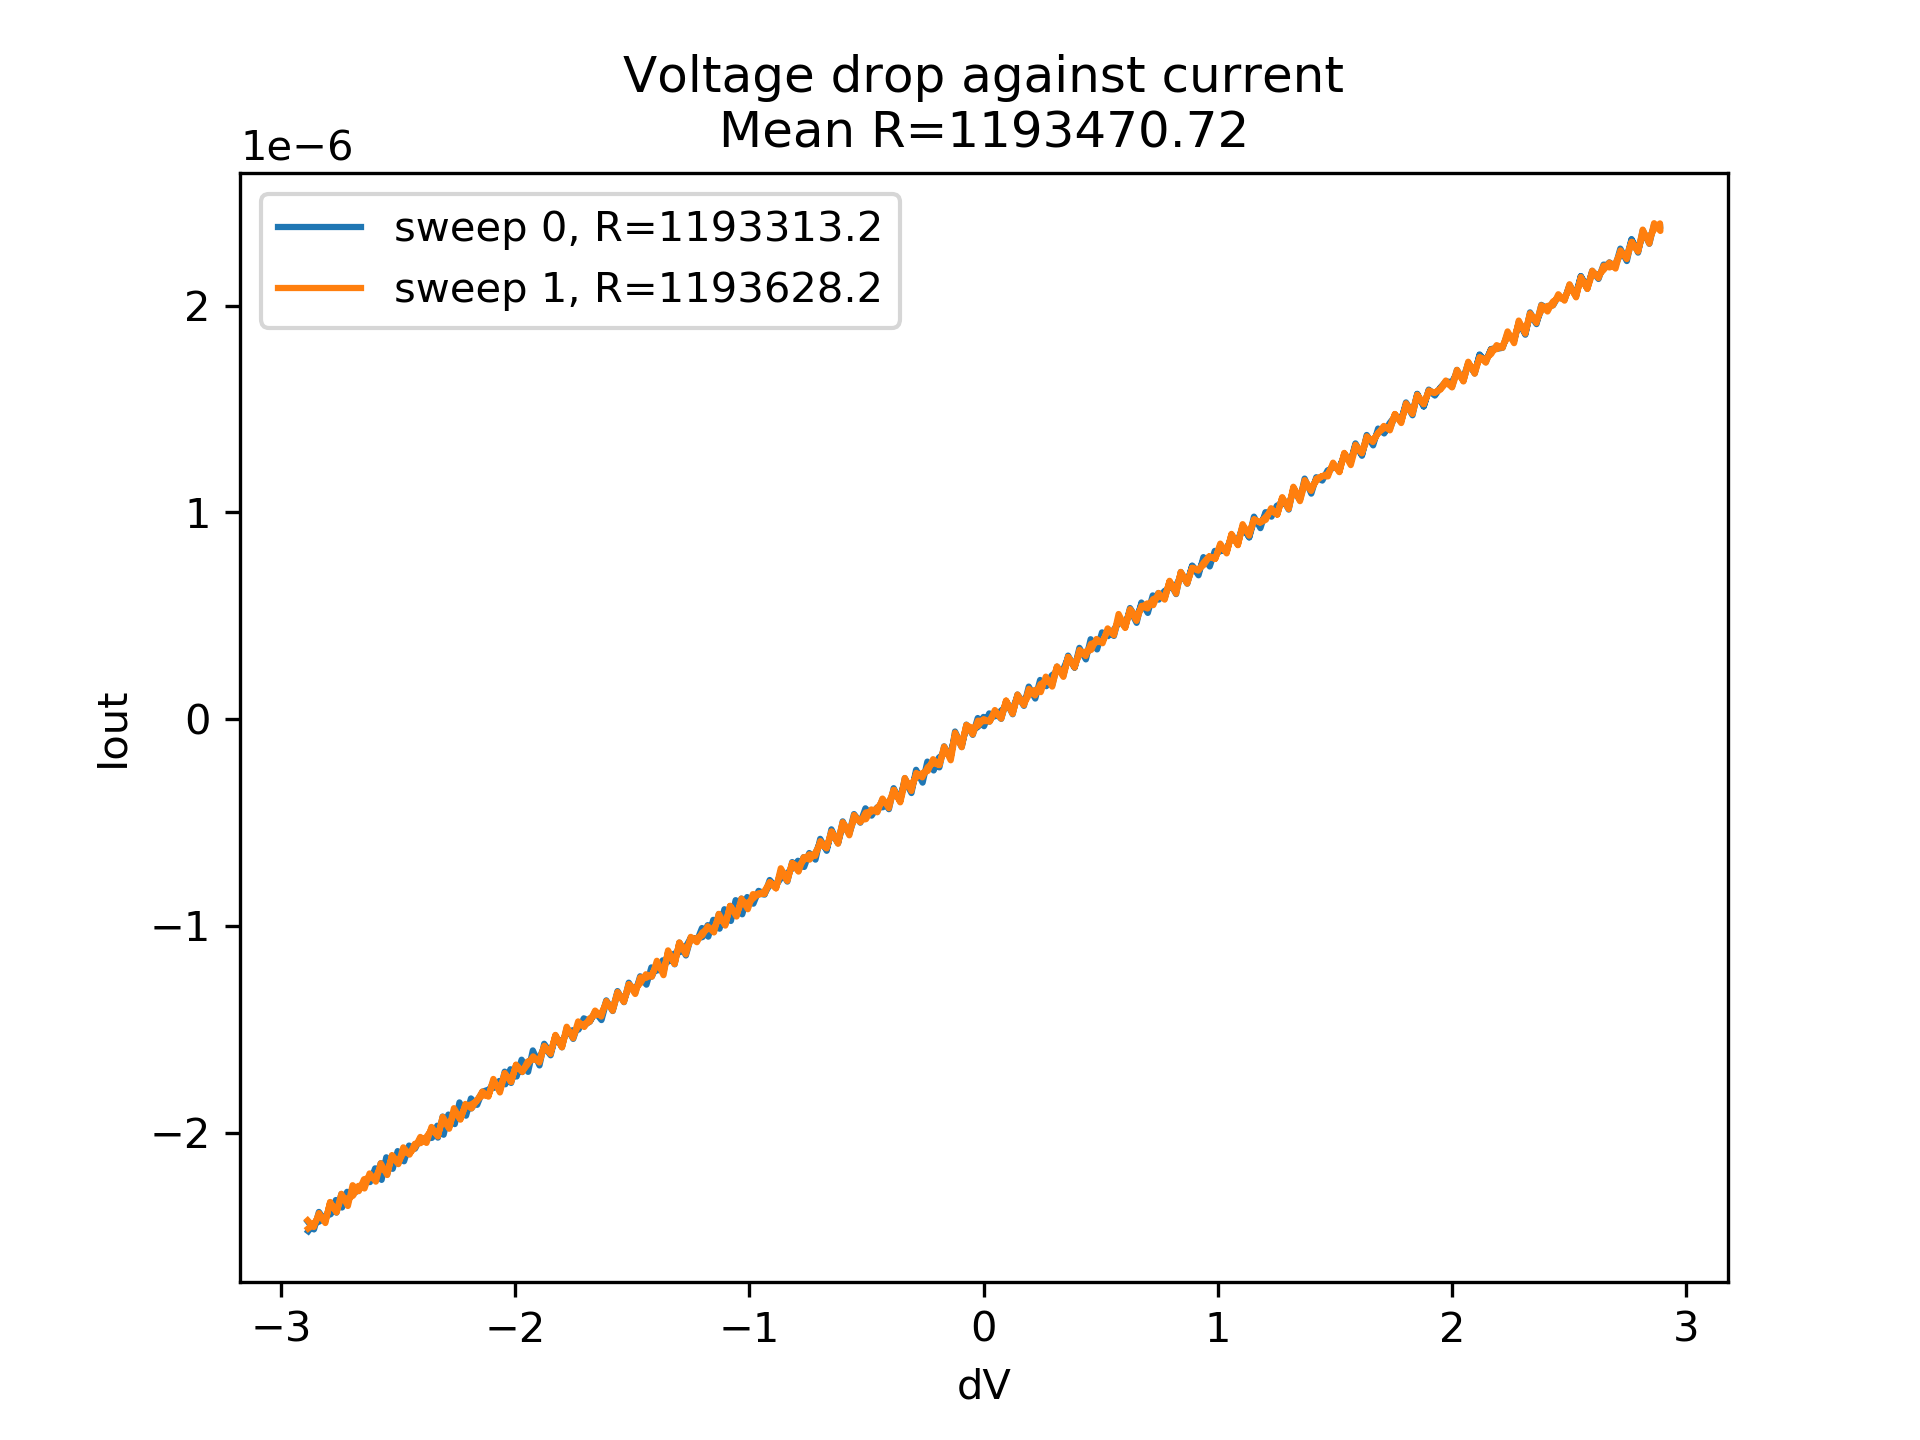 Voltage drop against current
Mean R=1193470.72
1e−6
sweep 0, R=1193313.2
sweep 1, R=1193628.2
2
1
0
−1
−2
Iout
−3 −2 −1 0 1 2 3
dV